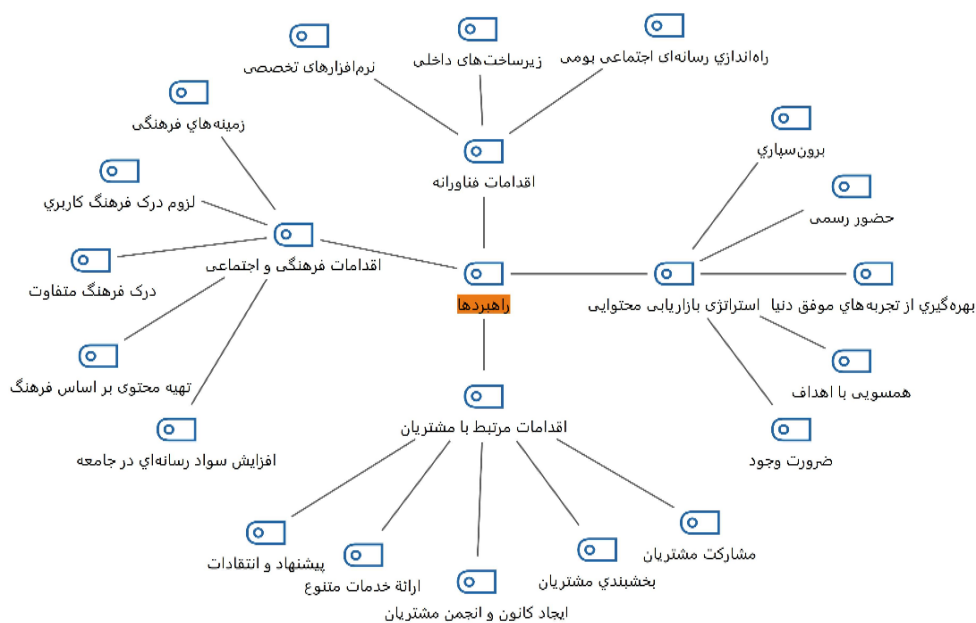 راه‌اندازي رسانه‌ای اجتماعی بومی
زیرساخت‌های داخلی
نرم‌افزارهای تخصصی
زمینه‌هاي فرهنگی
برون‌سپاري
اقدامات فناورانه
لزوم درک فرهنگ کاربري
حضور رسمی
اقدامات فرهنگی و اجتماعی
درک فرهنگ متفاوت
راهبردها
استراتژی بازاریابی محتوایی
بهره‌گیري از تجربه‌هاي موفق دنیا
تهیه محتوی بر اساس فرهنگ
همسویی با اهداف
اقدامات مرتبط با مشتریان
افزایش سواد رسانه‌اي در جامعه
ضرورت وجود
مشارکت مشتریان
پیشنهاد و انتقادات
بخشبندي مشتریان
ارائة خدمات متنوع
ایجاد کانون و انجمن مشتریان